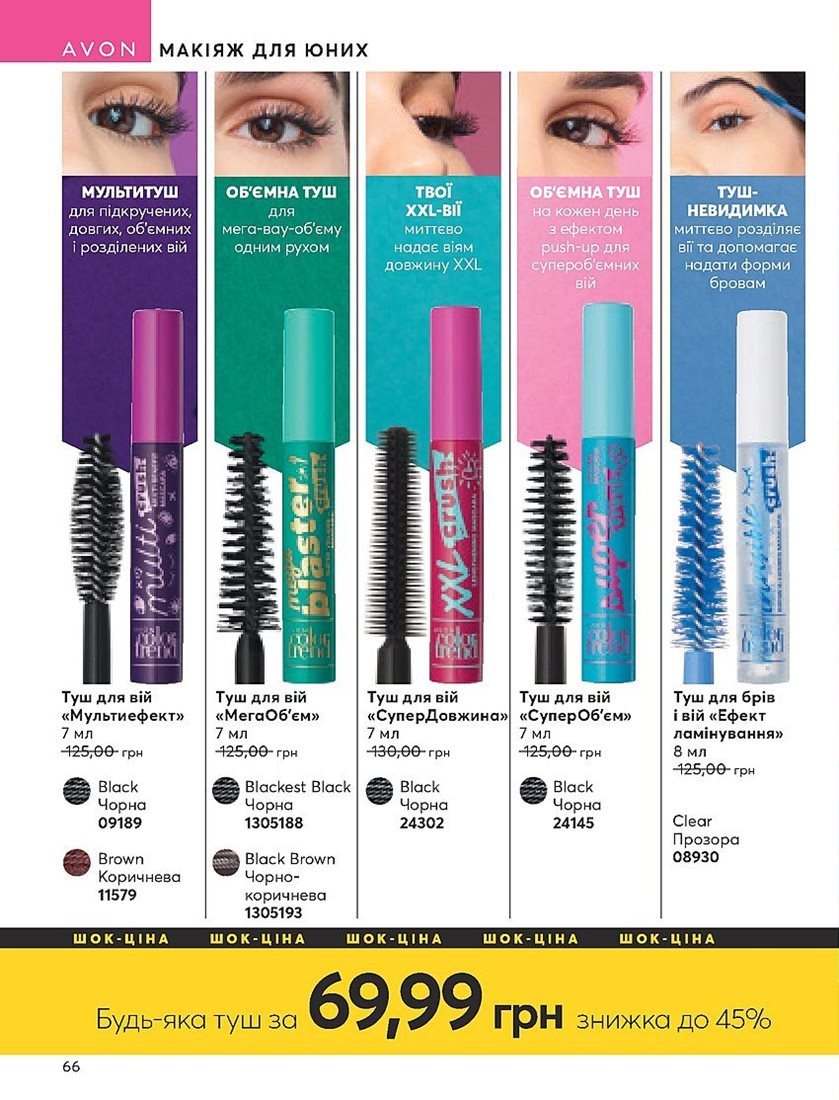 AVON
МАКІЯЖ ДЛЯ ЮНИХ
МУЛЬТИТУШ
для підкручених,
довгих, об'ємних
і розділених вій
ОБ'ЄМНА ТУШ
для
мега-вау-об'єму
одним рухом
ТВОЇ
XXL-ВІЇ
миттєво
надає віям
довжину XXL
ОБ'ЄМНА ТУШ
на кожен день
з ефектом
push-up для
супероб'ємних
вій
ТУШ-
НЕВИДИМКА
миттєво розділяє
вії та допомагає
надати форми
бровам
multi
crush
color
trend
mega
blaster
crush
color
trend
XXL crush
color
trend
super
color
trend
crush
color
trend
Туш для вій
«Мультиефект»
7 мл
125,00 грн
Black
Чорна
09189
Brown
Коричнева
11579
Туш для вій
«МегаОб'єм»
7 мл
125,00 грн
Blackest Black
Чорна
1305188
Black Brown
Чорно-
коричнева
1305193
Туш для вій
«СуперДовжина»
7 мл
130,00 грн
Black
Чорна
24302
Туш для вій
«СуперОб'єм»
7 мл
125,00 грн
Black
Чорна
24145
Туш для брів
і вій «Ефект
ламінування»
8 мл
125,00 грн
Clear
Прозора
08930
ШОК-ЦІНА ШОК-ЦІНА ШОК-ЦІНА ШОК-ЦІНА ШОК-ЦІНА
Будь-яка туш за 69,99 грн знижка до 45%
66